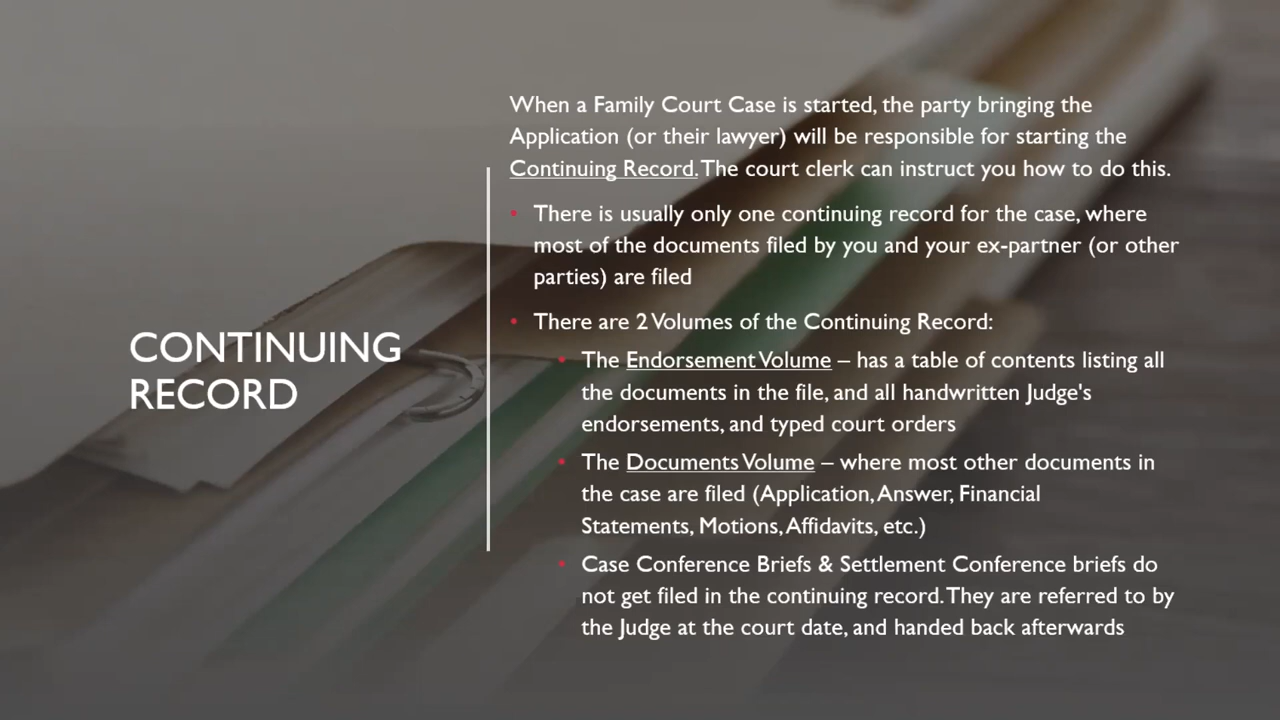 CONTINUING
RECORD
When a Family Court Case is started, the party bringing the
Application (or their lawyer) will be responsible for starting the
Continuing Record. The court clerk can instruct you how to do this.
• There is usually only one continuing record for the case, where
most of the documents filed by you and your ex-partner (or other
parties) are filed
• There are 2 Volumes of the Continuing Record:
• The Endorsement Volume – has a table of contents listing all
the documents in the file, and all handwritten Judge's
endorsements, and typed court orders
• The Documents Volume – where most other documents in
the case are filed (Application, Answer, Financial
Statements, Motions, Affidavits, etc.)
• Case Conference Briefs & Settlement Conference briefs do
not get filed in the continuing record. They are referred to by
the Judge at the court date, and handed back afterwards